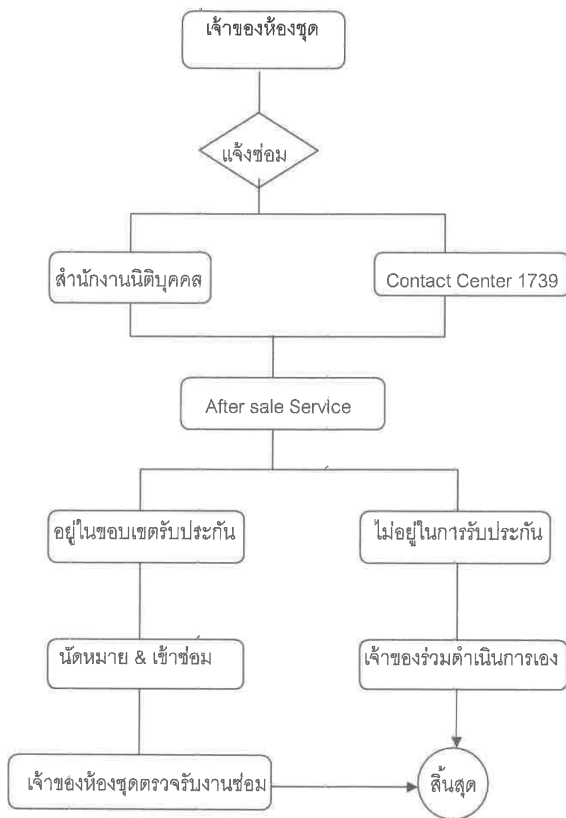 เจ้าของห้องชุด
แจ้งซ่อม
สำนักงานนิติบุคคส
Contact Center 1739
After sale Service
อยู่ในขอบเขตรับประกัน
ไม่อยู่ในการรับประกัน
นัดหมาย & เข้าซ่อม
เจ้าของร่วมดำเนินการเอง
เจ้าของห้องชุดตรวจรับงานซ่อม
สิ้นสุด